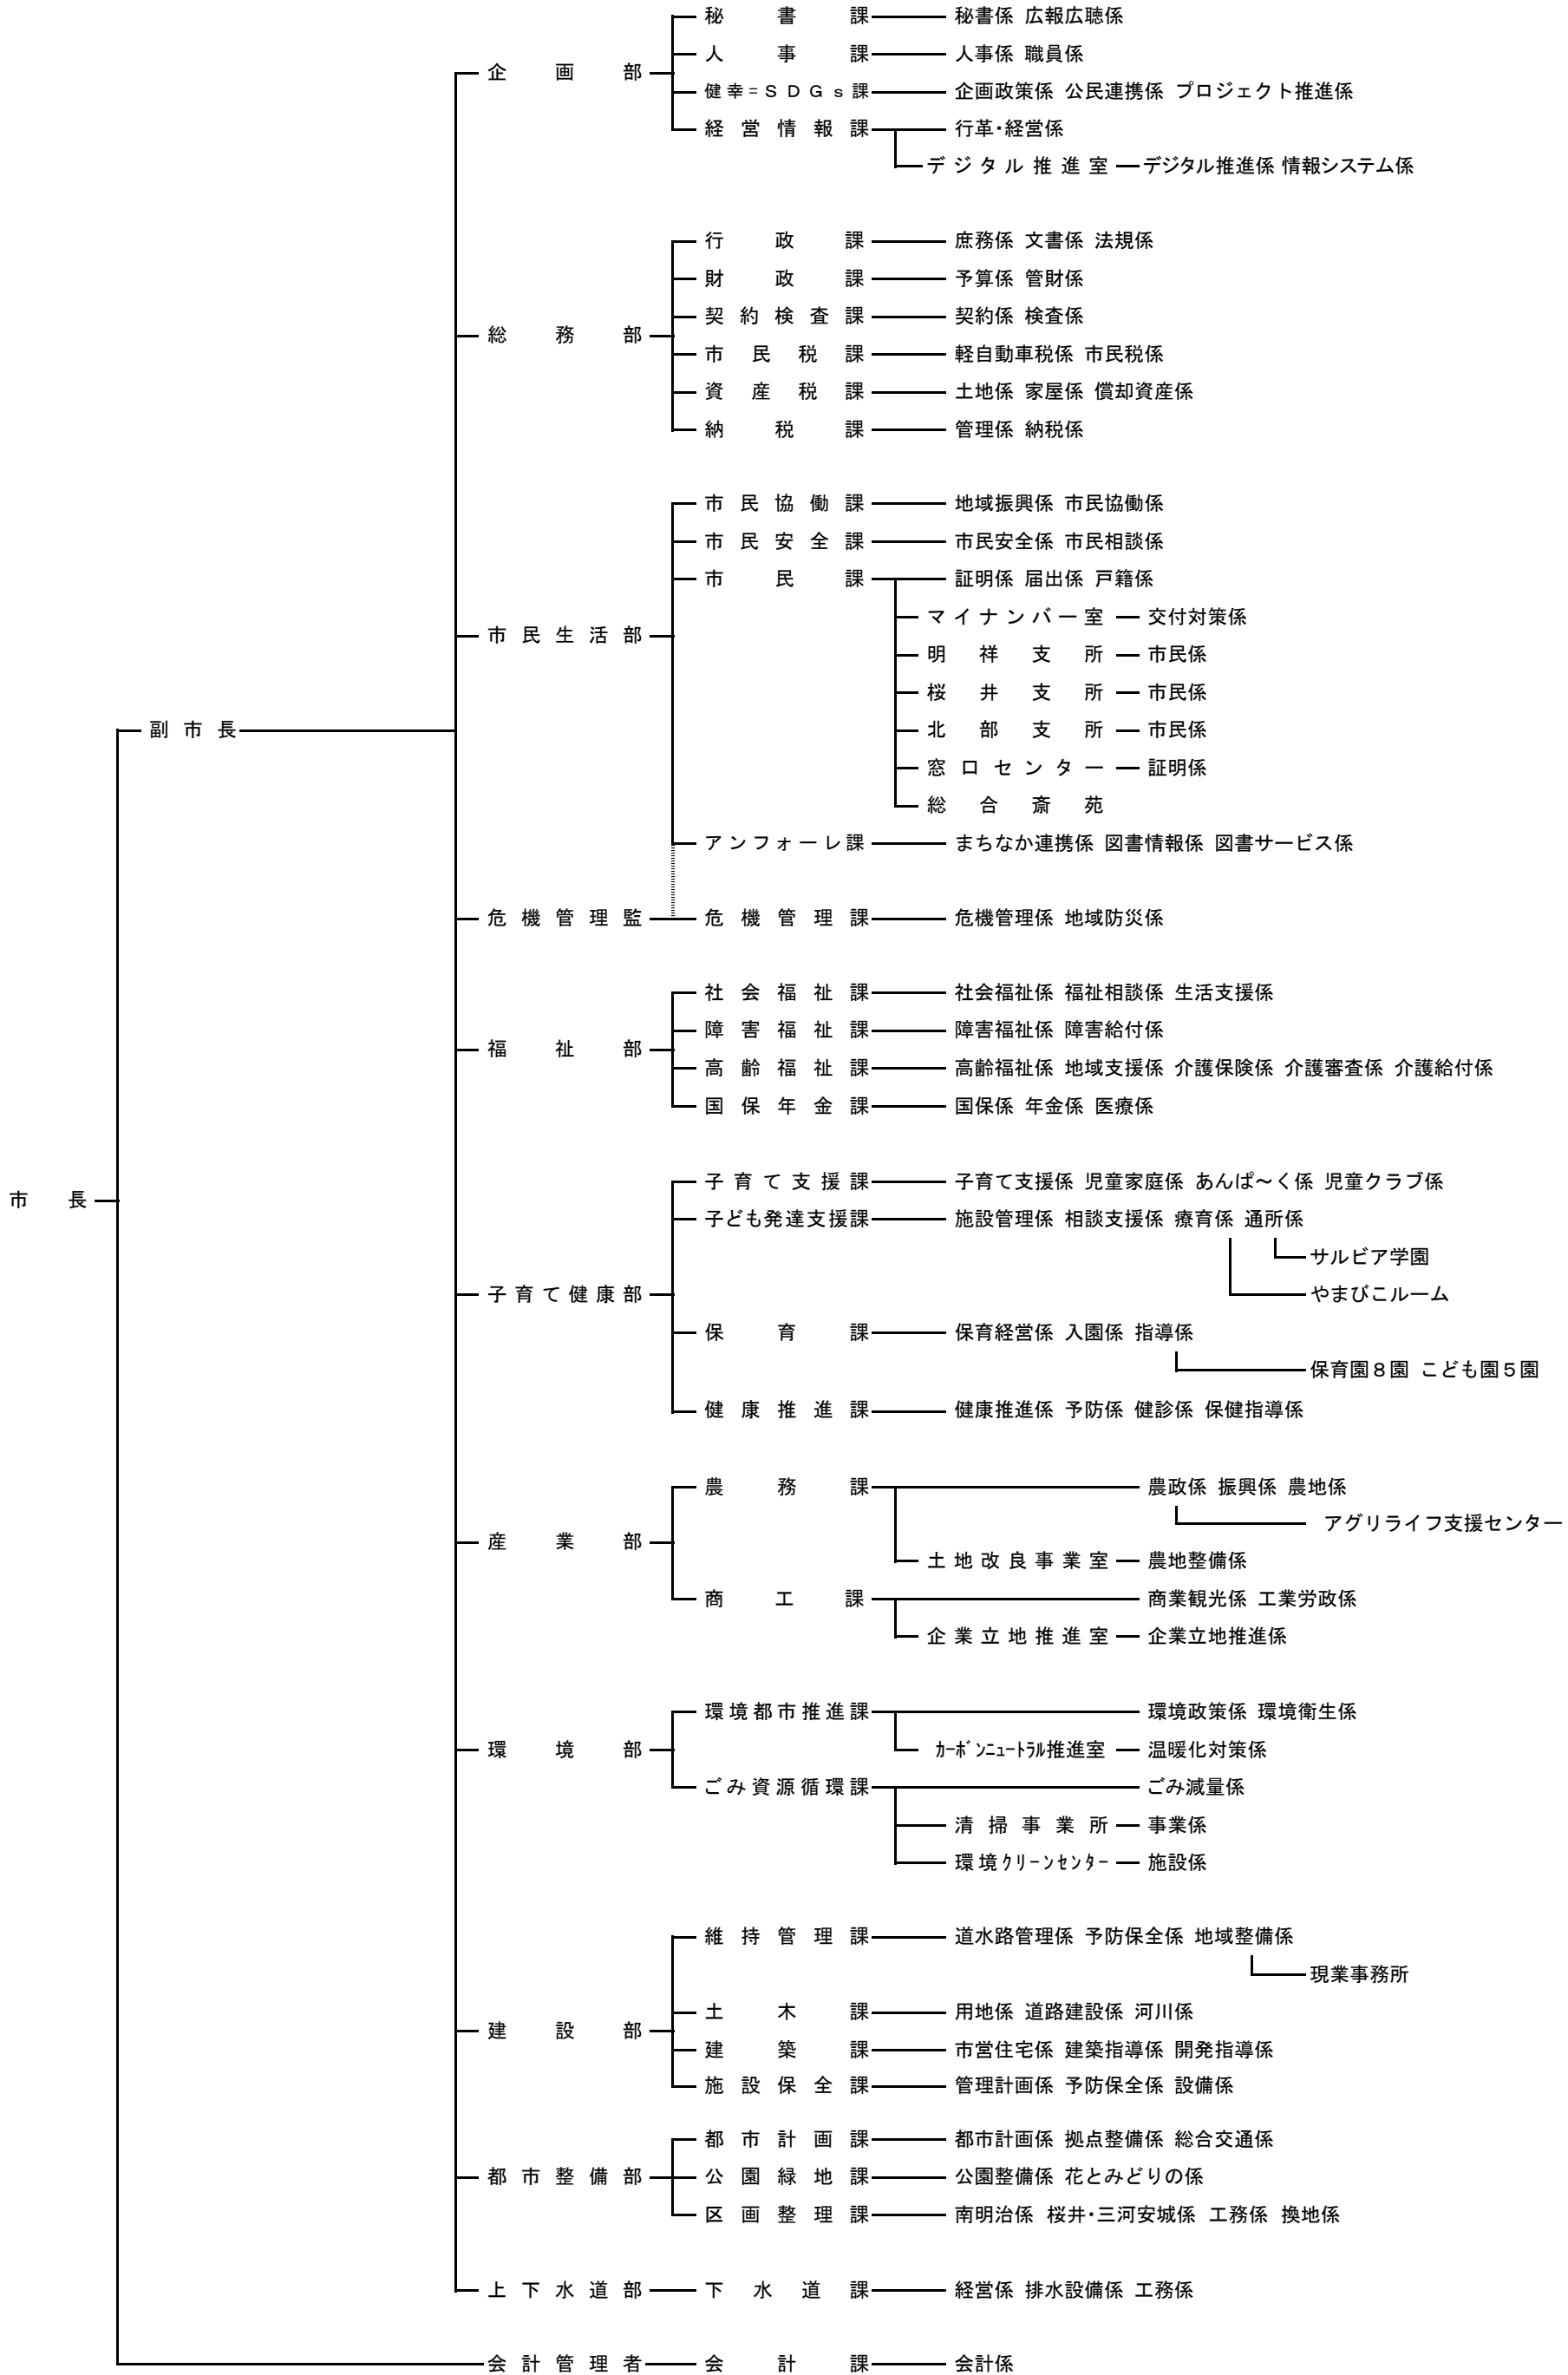 秘書課 秘書係 広報広聴係
人事課 人事係 職員係
企画部
健幸=SDGs課 企画政策係 公民連携係 プロジェクト推進係
経営情報課 行革・経営係
デジタル推進室 デジタル推進係 情報システム係
行政課 庶務係 文書係 法規係
財政課 予算係 管財係
契約検査課 契約係 検査係
総務部
市民税課 軽自動車税係 市民税係
資産税課 土地係 家屋係 償却資産係
納税課 管理係 納税係
市民協働課 地域振興係 市民協働係
市民安全課 市民安全係 市民相談係
市民課 証明係 届出係 戸籍係
マイナンバー室 交付対策係
市民生活部
明祥支所 市民係
桜井支所 市民係
副市長 北部支所 市民係
窓口センター 証明係
総合斎苑
アンフォーレ課 まちなか連携係 図書情報係 図書サービス係
危機管理監 危機管理課 危機管理係 地域防災係
社会福祉課 社会福祉係 福祉相談係 生活支援係
障害福祉課 障害福祉係 障害給付係
福祉部
高齢福祉課 高齢福祉係 地域支援係 介護保険係 介護審査係 介護給付係
国保年金課 国保係 年金係 医療係
子育て支援課 子育て支援係 児童家庭係 あんぱ～く係 児童クラブ係
市長
子ども発達支援課 施設管理係 相談支援係 療育係 通所係
サルビア学園
子育て健康部 やまびこルーム
保育課 保育経営係 入園係 指導係
保育園８園 こども園５園
健康推進課 健康推進係 予防係 健診係 保健指導係
農務課 農政係 振興係 農地係
アグリライフ支援センター
産業部
土地改良事業室 農地整備係
商工課 商業観光係 工業労政係
企業立地推進室 企業立地推進係
環境都市推進課 環境政策係 環境衛生係
環境部 ｶｰﾎﾞﾝﾆｭｰﾄﾗﾙ推進室 温暖化対策係
ごみ資源循環課 ごみ減量係
清掃事業所 事業係
環境ｸﾘｰﾝｾﾝﾀｰ 施設係
維持管理課 道水路管理係 予防保全係 地域整備係
現業事務所
土木課 用地係 道路建設係 河川係
建設部
建築課 市営住宅係 建築指導係 開発指導係
施設保全課 管理計画係 予防保全係 設備係
都市計画課 都市計画係 拠点整備係 総合交通係
都市整備部 公園緑地課 公園整備係 花とみどりの係
区画整理課 南明治係 桜井・三河安城係 工務係 換地係
上下水道部 下水道課 経営係 排水設備係 工務係
会計管理者 会計課 会計係